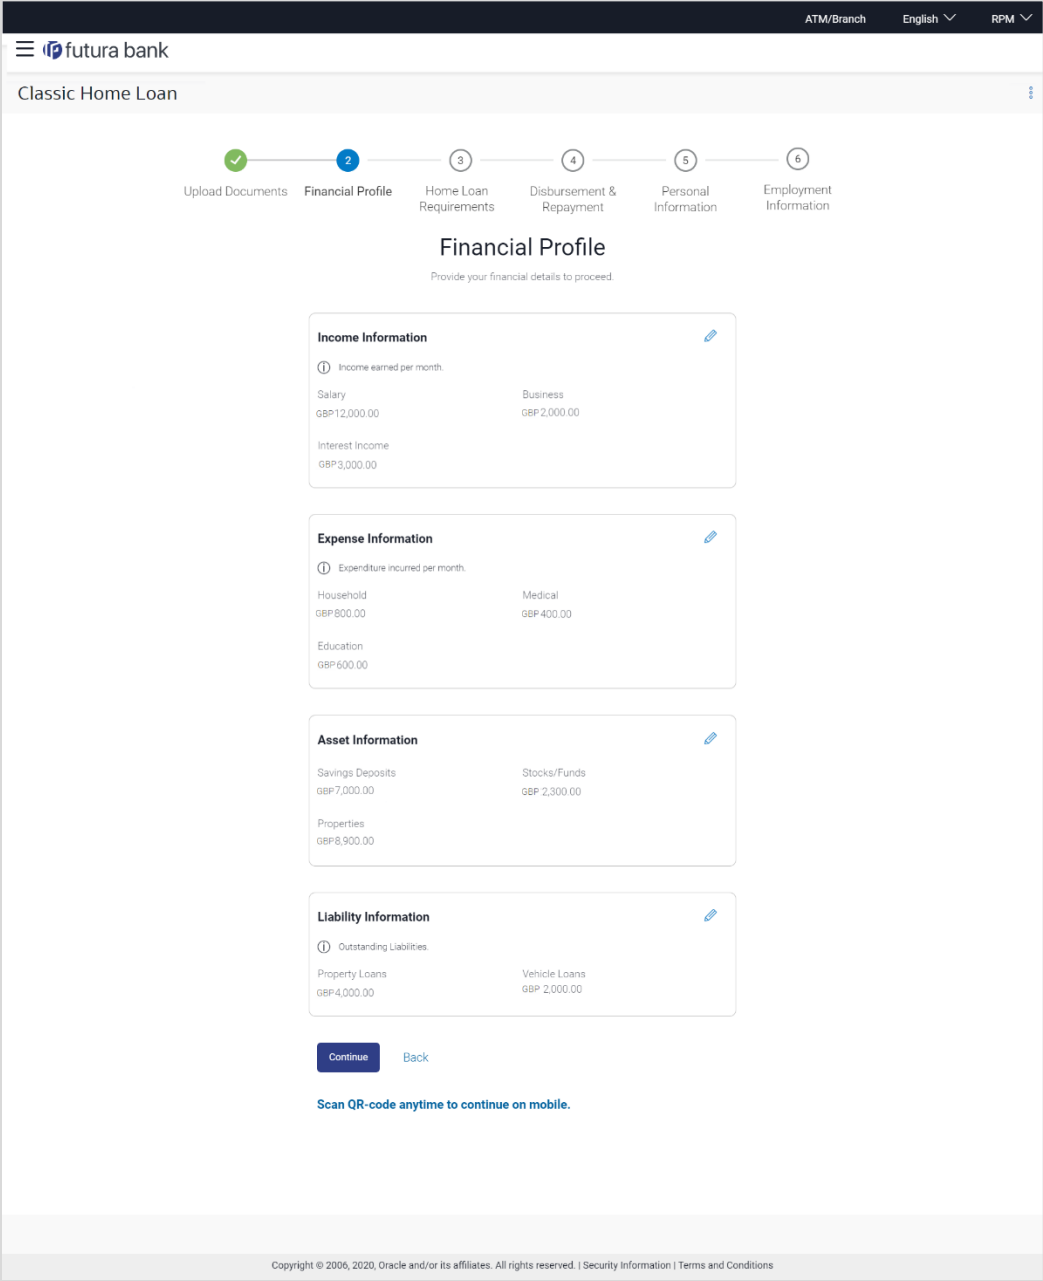 ATM/Branch English RPM
futura bank
Classic Home Loan
2 3 4 5 6
Upload Documents Financial Profile Home Loan Requirements Disbursement & Repayment Personal Information Employment Information
Financial Profile
Provide your financial details to proceed.
Income Information
Income earned per month.
Salary Business
GBP12,000.00 GBP2,000.00
Interest Income
GBP3,000.00
Expense Information
Expenditure incurred per month.
Household Medical
GBP800.00 GBP400.00
Education
GBP600.00
Asset Information
Savings Deposits Stocks/Funds
GBP7,000.00 GBP 2,300.00
Properties
GBP8,900.00
Liability Information
Outstanding Liabilities.
Property Loans Vehicle Loans
GBP4,000.00 GBP 2,000.00
Continue Back
Scan QR-code anytime to continue on mobile.
Copyright © 2006, 2020, Oracle and/or its affiliates. All rights reserved. | Security Information | Terms and Conditions